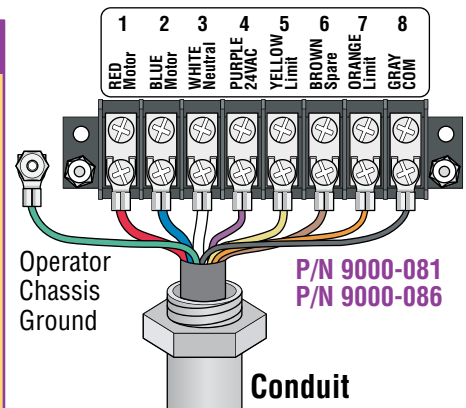 1 2 3 4 5 6 7 8
RED
Motor
BLUE
Motor
WHITE
Neutral
PURPLE
24VAC
YELLOW
Limit
BROWN
Spare
ORANGE
Limit
GRAY
COM
Operator
Chassis
Ground
P/N 9000-081
P/N 9000-086
Conduit